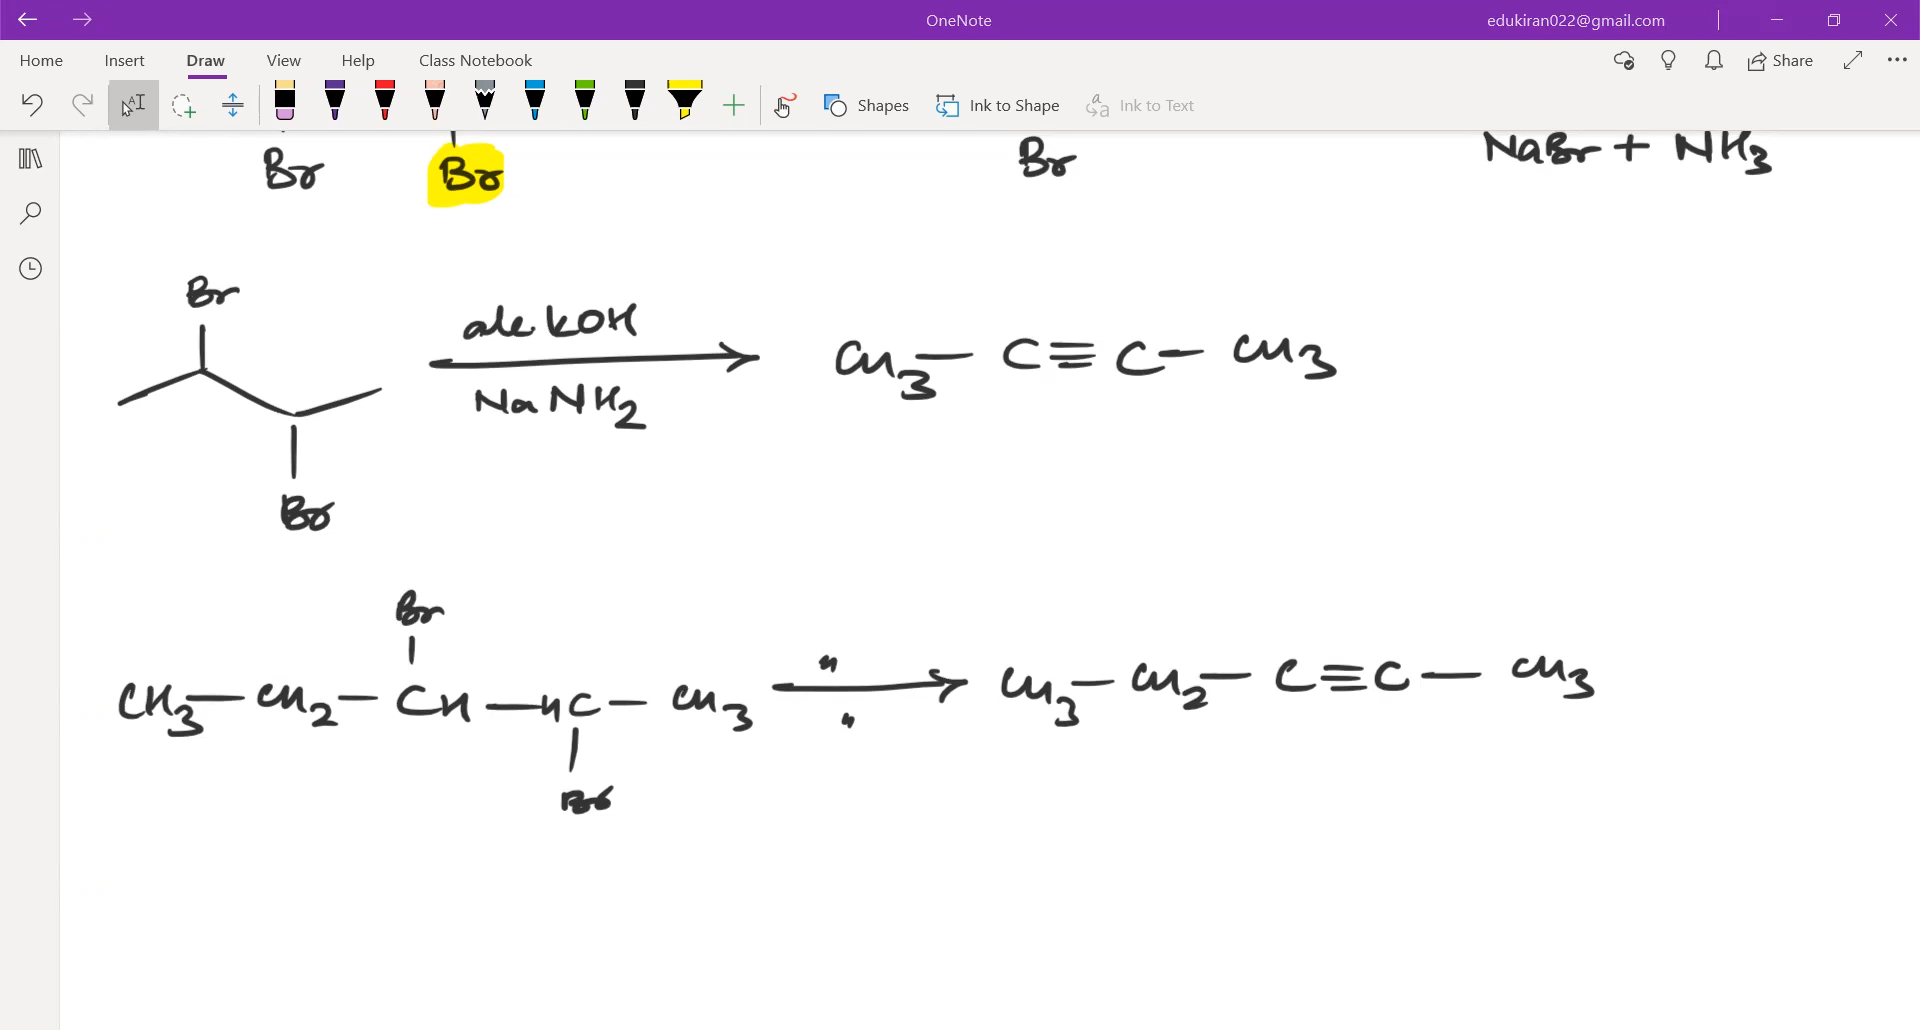 OneNote
edukiran022@gmail.com
Home Insert Draw View Help Class Notebook Share
Shapes Ink to Shape Ink to Text
Br Br Br NaBr + NH3
Br
alc KOH
NaNH2
CH3 — C ≡ C — CH3
Br
Br
CH3 — CH2 — CH — HC — CH3 CH3 — CH2 — C ≡ C — CH3
"
"
Br